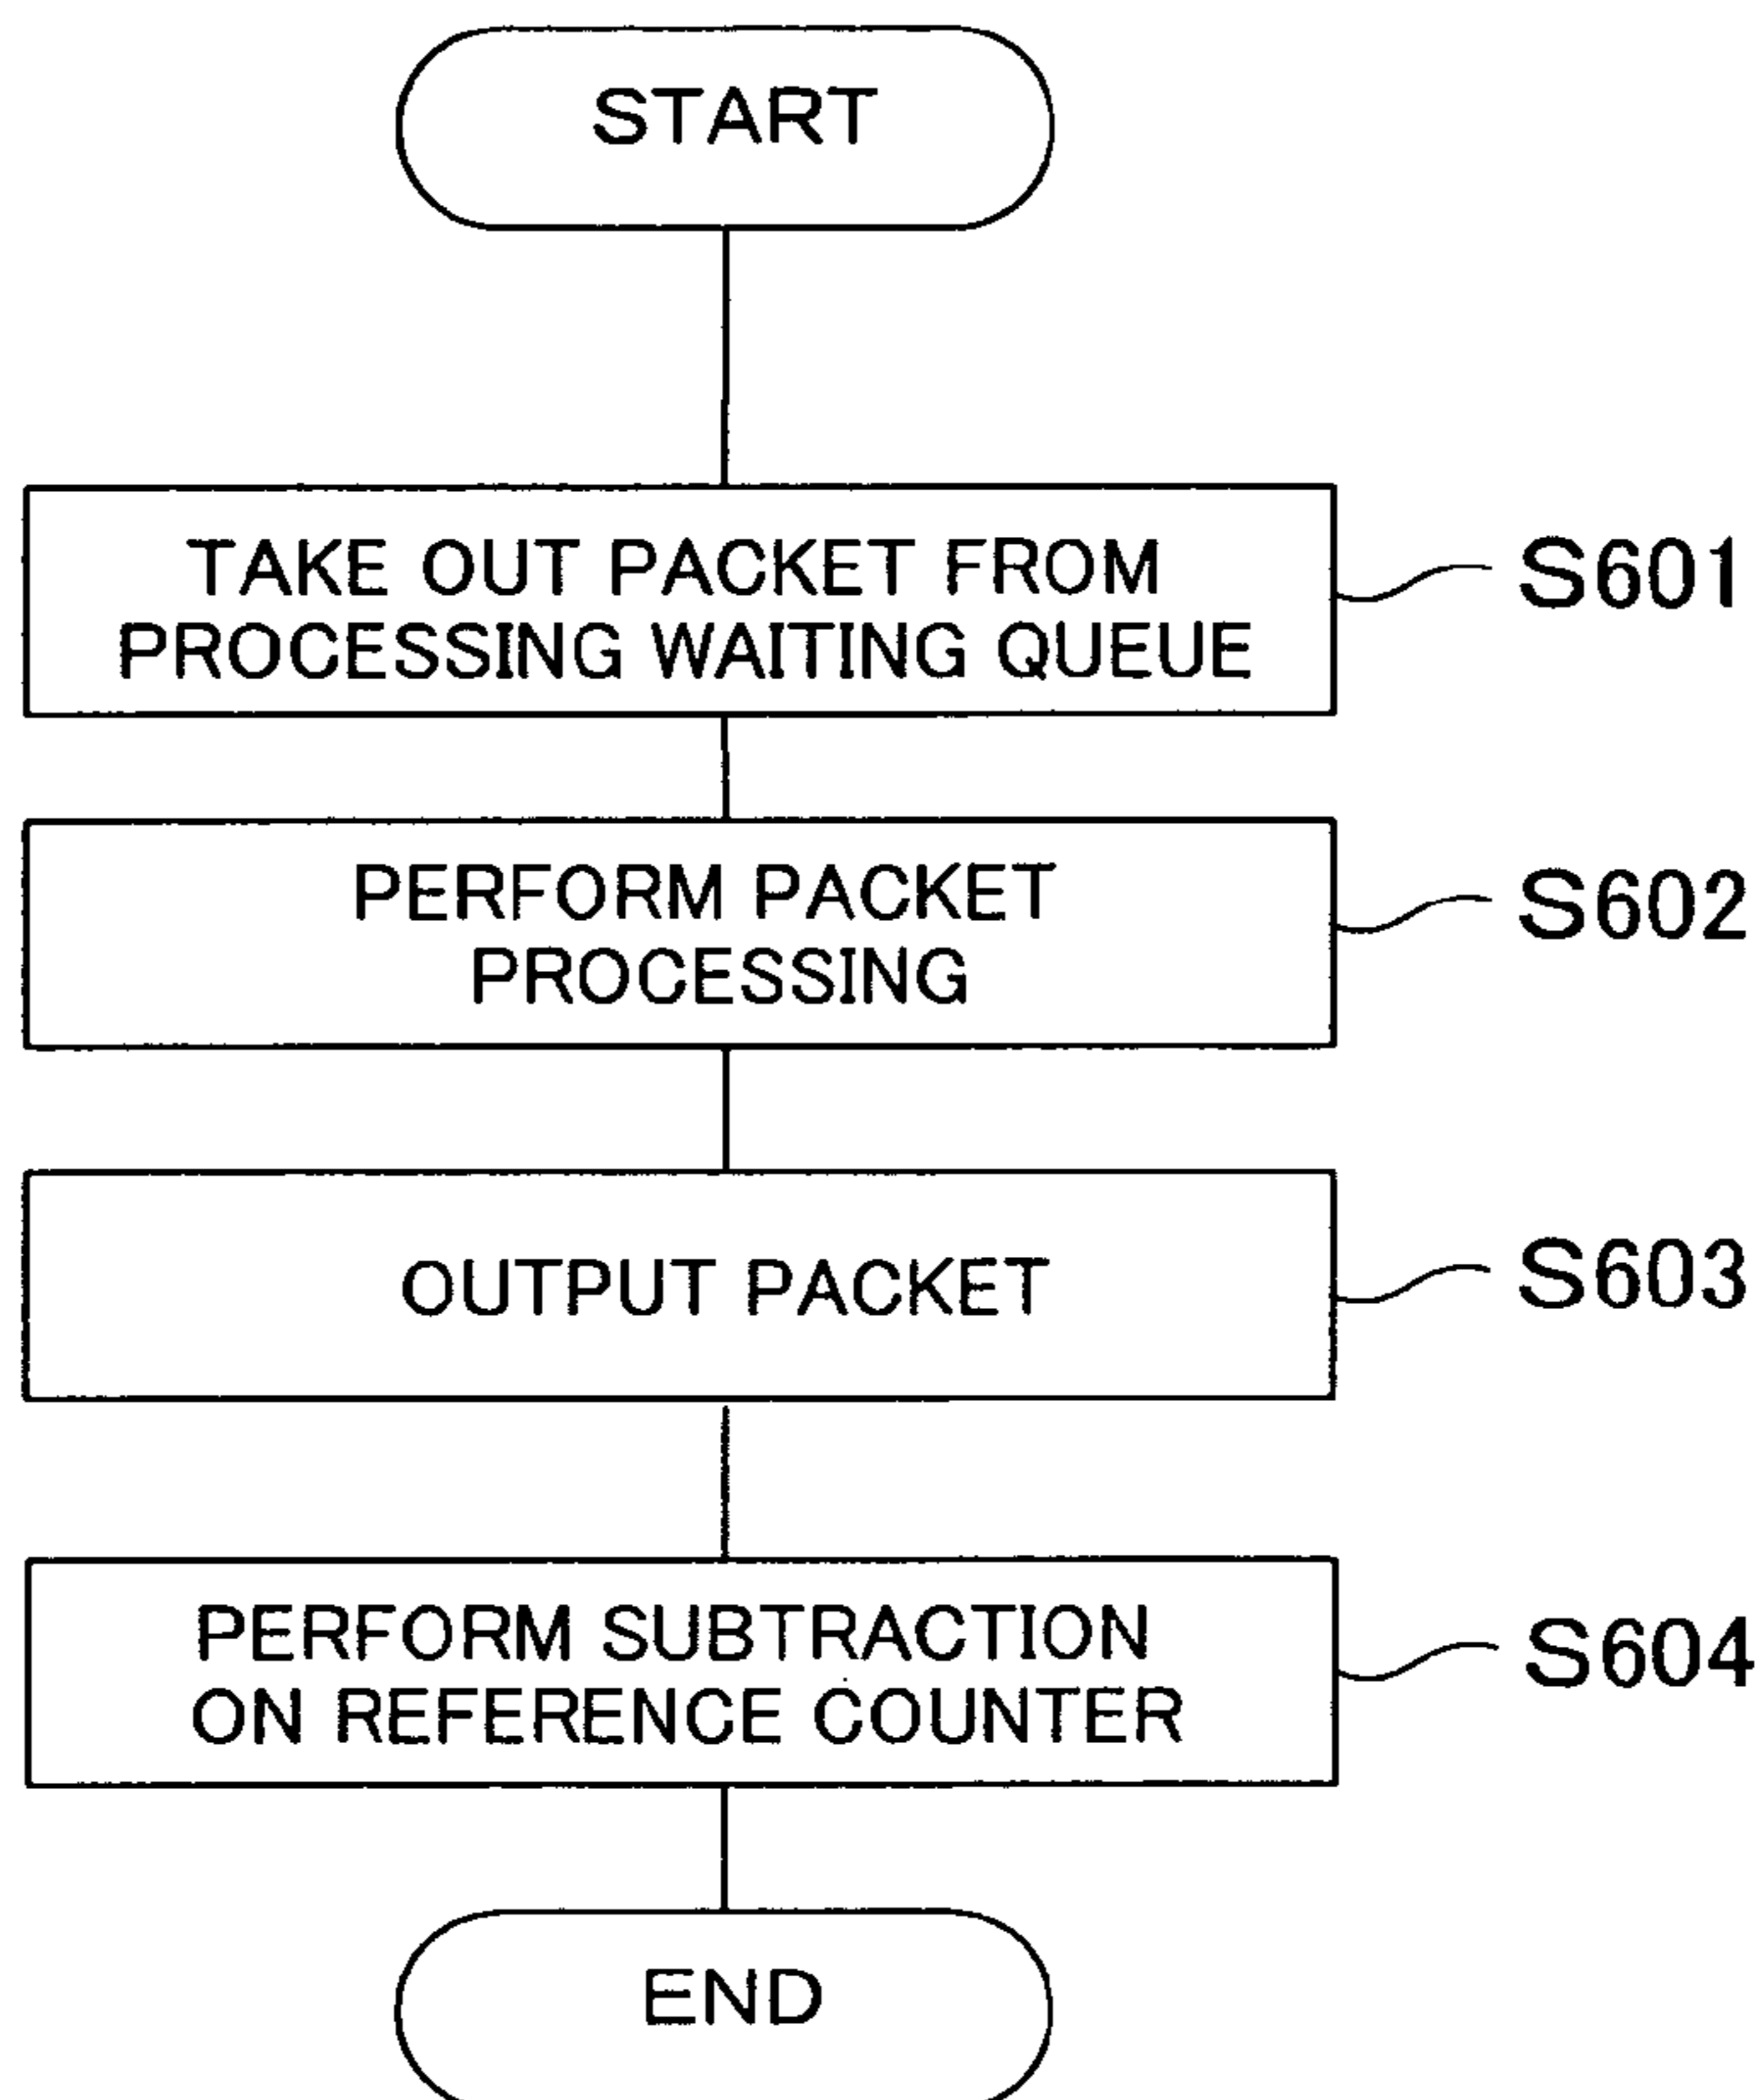 START
TAKE OUT PACKET FROM
PROCESSING WAITING QUEUE
S601
PERFORM PACKET
PROCESSING
S602
OUTPUT PACKET
S603
PERFORM SUBTRACTION
ON REFERENCE COUNTER
S604
END